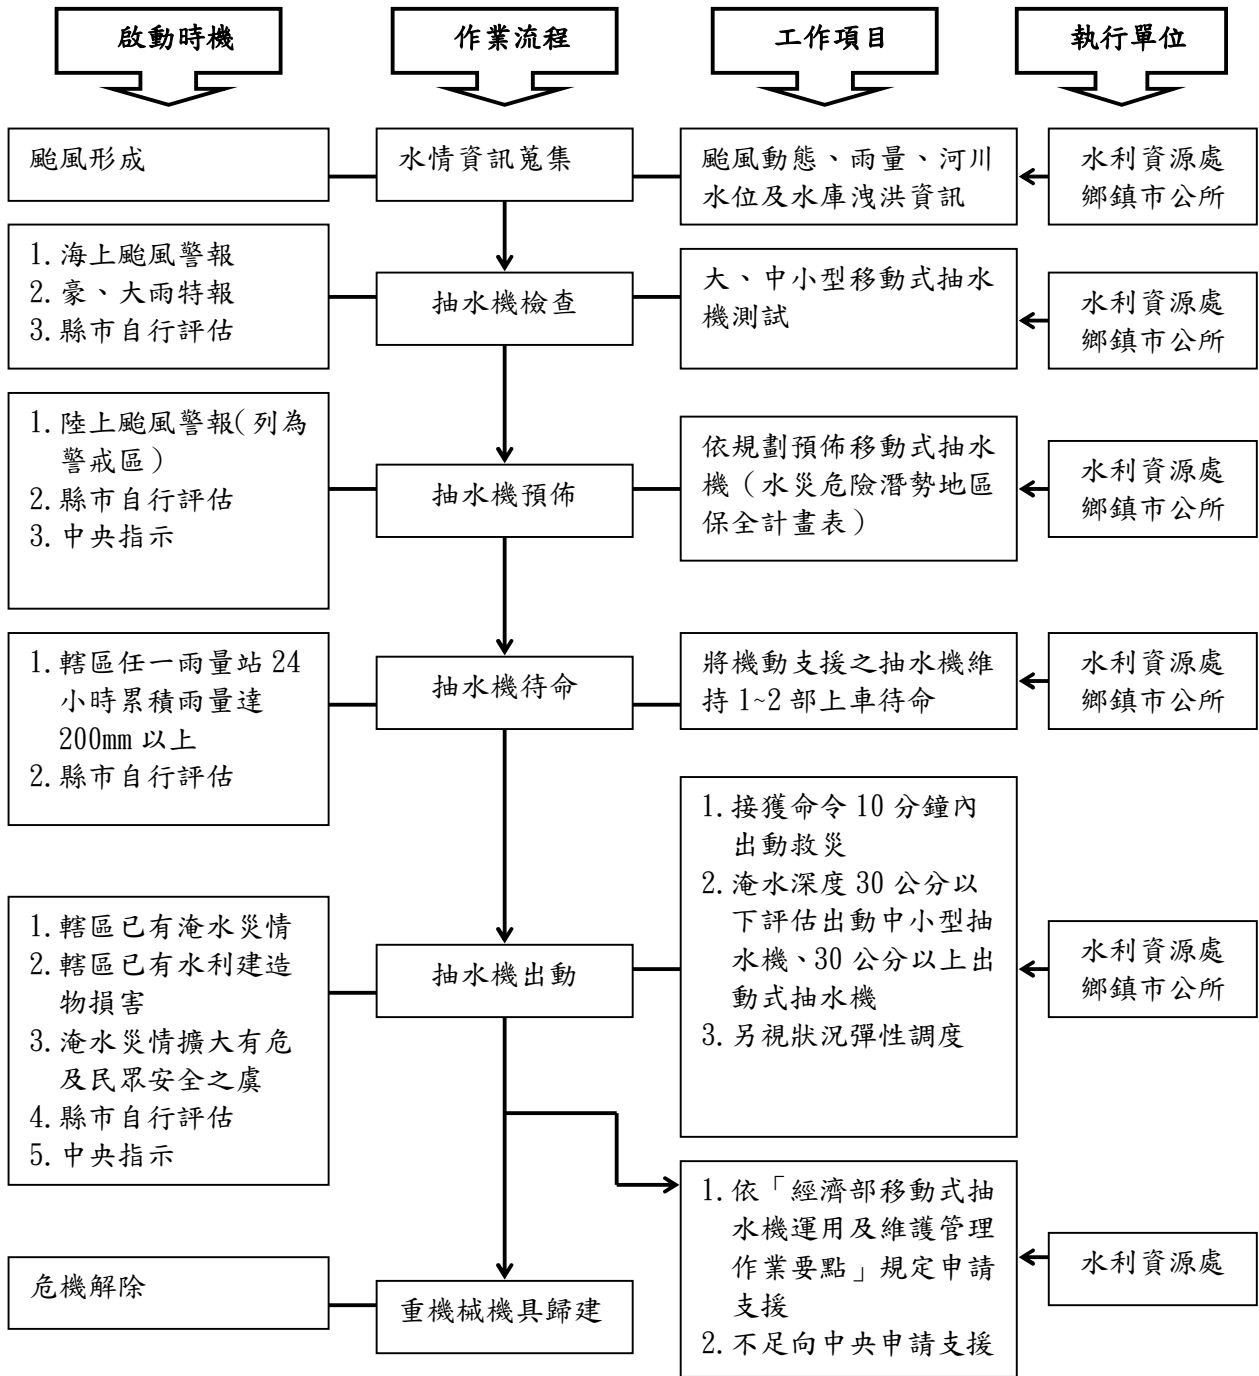 啟動時機
作業流程
工作項目
執行單位
颱風形成
水情資訊蒐集
颱風動態、雨量、河川
水位及水庫洩洪資訊
水利資源處
鄉鎮市公所
1. 海上颱風警報
2. 豪、大雨特報
3. 縣市自行評估
抽水機檢查
大、中小型移動式抽水
機測試
水利資源處
鄉鎮市公所
1. 陸上颱風警報(列為
警戒區)
2. 縣市自行評估
3. 中央指示
抽水機預佈
依規劃預佈移動式抽水
機(水災危險潛勢地區
保全計畫表)
水利資源處
鄉鎮市公所
1. 轄區任一雨量站 24
小時累積雨量達
200mm 以上
2. 縣市自行評估
抽水機待命
將機動支援之抽水機維
持 1~2 部上車待命
水利資源處
鄉鎮市公所
1. 轄區已有淹水災情
2. 轄區已有水利建造
物損害
3. 淹水災情擴大有危
及民眾安全之虞
4. 縣市自行評估
5. 中央指示
抽水機出動
1. 接獲命令 10 分鐘內
出動救災
2. 淹水深度 30 公分以
下評估出動中小型抽
水機、30 公分以上出
動式抽水機
3. 另視狀況彈性調度
水利資源處
鄉鎮市公所
1. 依「經濟部移動式抽
水機運用及維護管理
作業要點」規定申請
支援
2. 不足向中央申請支援
水利資源處
危機解除
重機械機具歸建